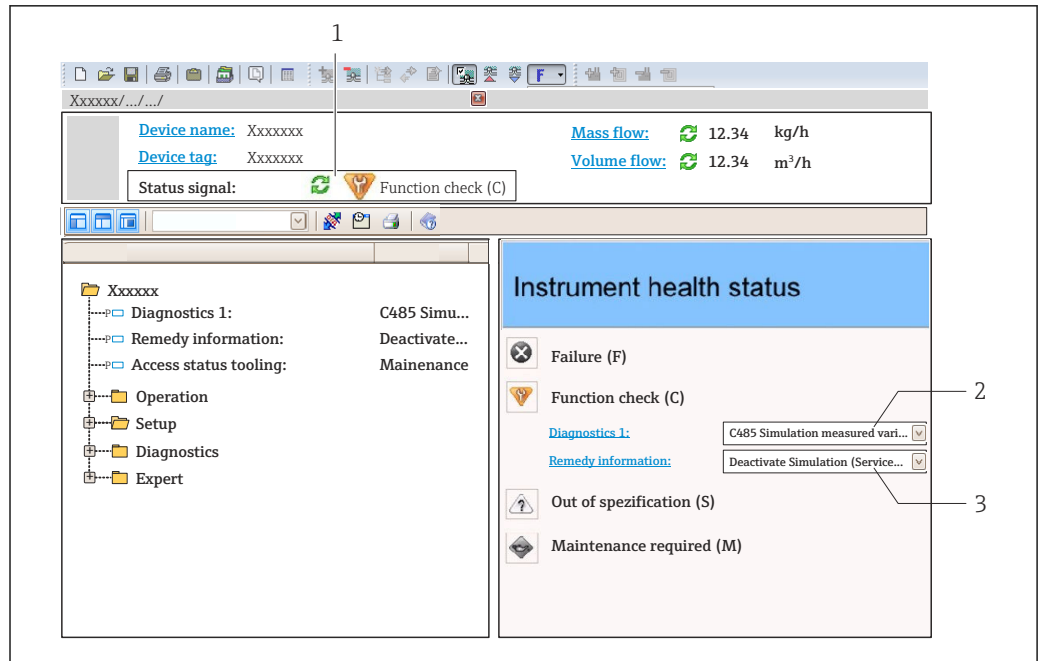 1
F
Xxxxxx/.../.../
Device name: Xxxxxxx
Mass flow: 12.34 kg/h
Device tag: Xxxxxxx
Volume flow: 12.34 m³/h
Status signal: Function check (C)
Xxxxxx
Diagnostics 1: C485 Simu...
Remedy information: Deactivate...
Access status tooling: Mainenance
Operation
Setup
Diagnostics
Expert
Instrument health status
Failure (F)
Function check (C)
Diagnostics 1: C485 Simulation measured vari...
2
Remedy information: Deactivate Simulation (Service...
3
Out of spezification (S)
Maintenance required (M)